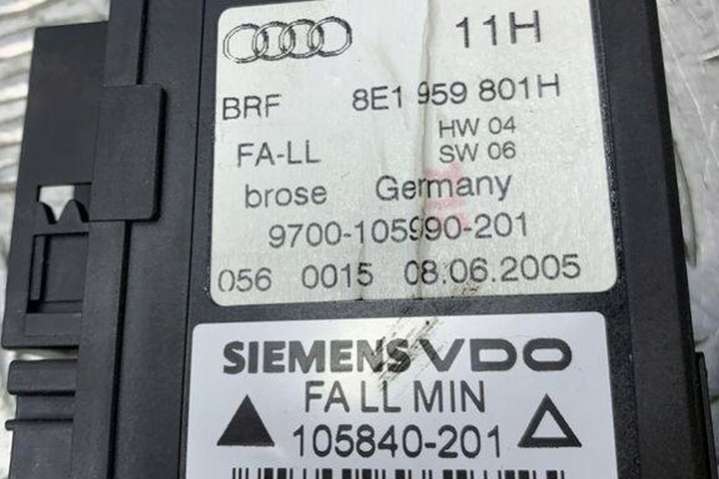 11H
BRF 8E1 959 801H
HW 04
FA-LL SW 06
brose Germany
9700-105990-201
056 0015 08.06.2005
SIEMENS VDO
FA LL MIN
105840-201